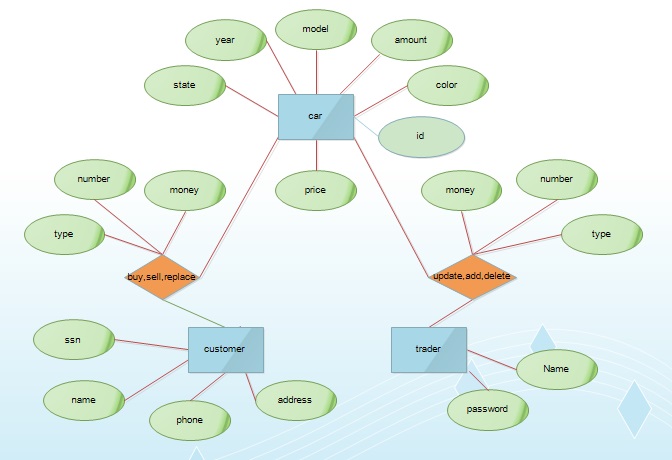 model
year
amount
state
color
car
id
number
money
price
money
number
type
type
buy,sell,replace
update,add,delete
ssn
customer
trader
Name
name
address
phone
password